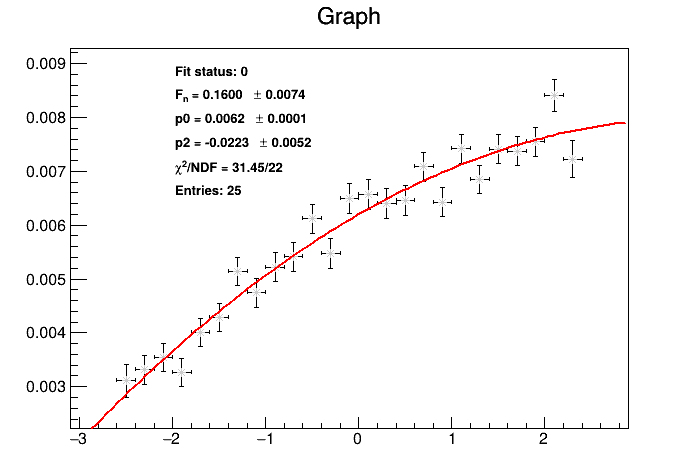 Graph
Fit status: 0
Fn = 0.1600 ± 0.0074
p0 = 0.0062 ± 0.0001
p2 = -0.0223 ± 0.0052
χ²/NDF = 31.45/22
Entries: 25
0.009
0.008
0.007
0.006
0.005
0.004
0.003
−3 −2 −1 0 1 2